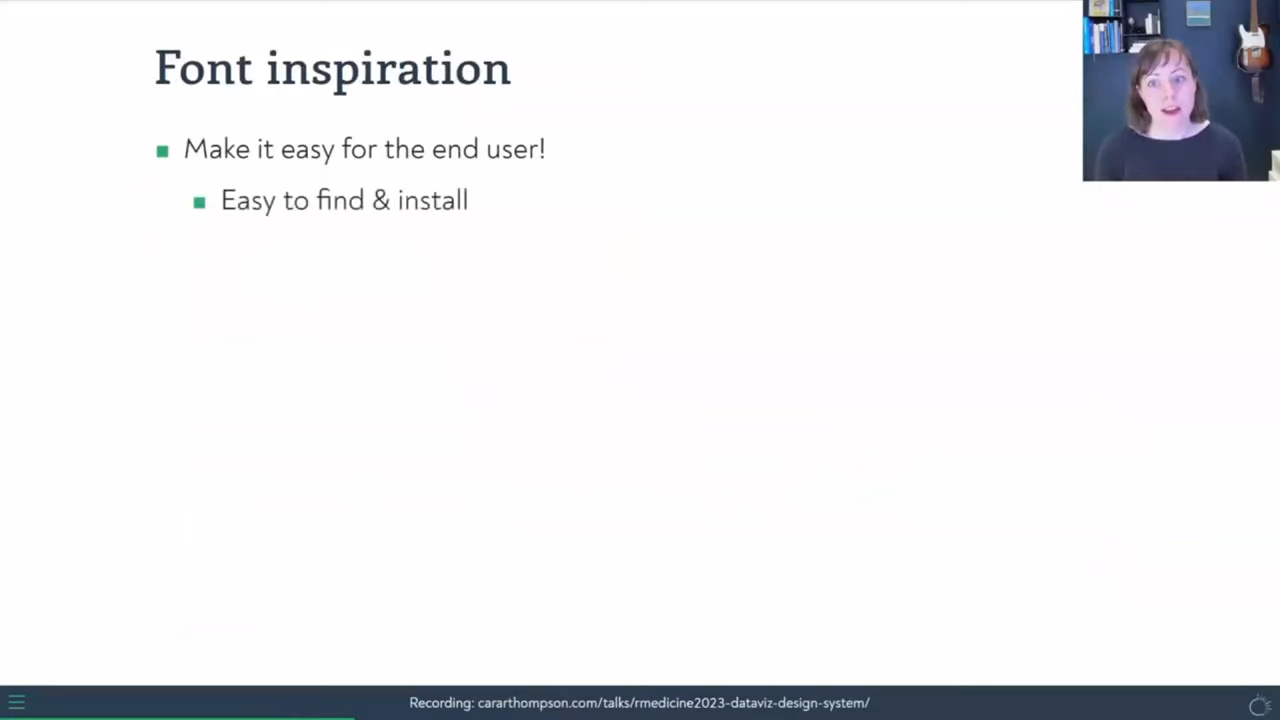 Font inspiration
Make it easy for the end user!
Easy to find & install
Recording: cararthompson.com/talks/rmedicine2023-dataviz-design-system/